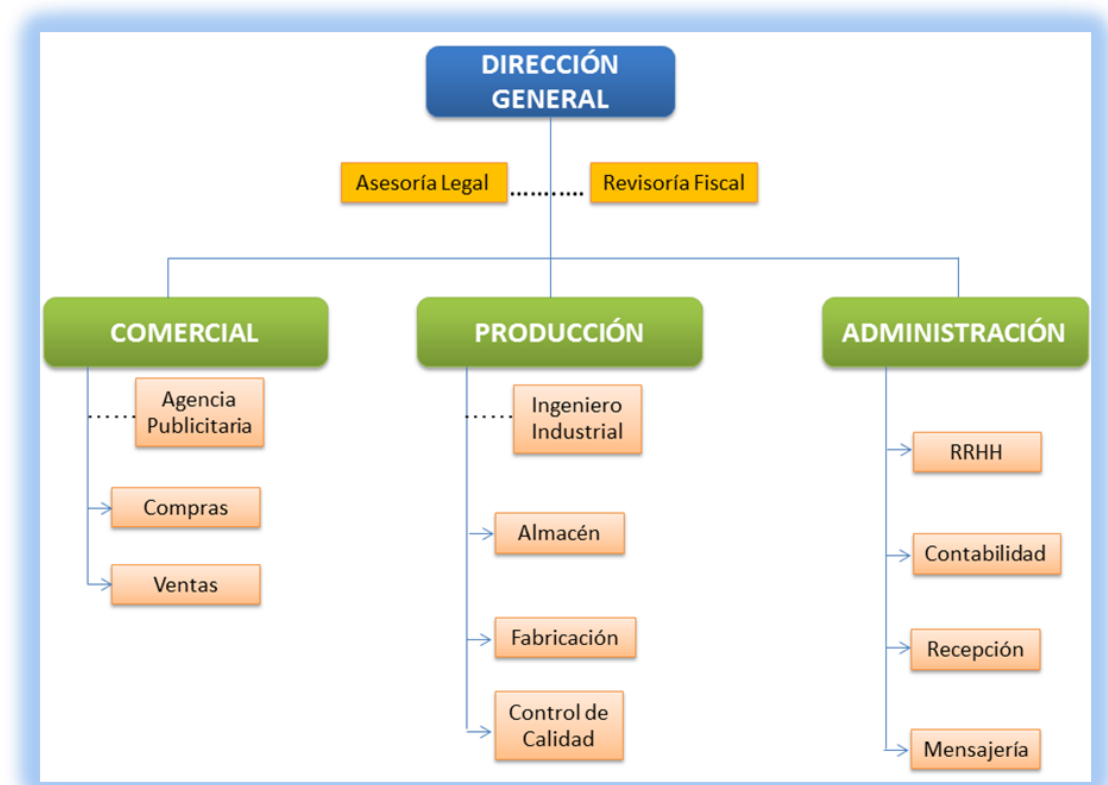 DIRECCIÓN
GENERAL
Asesoría Legal
Revisoría Fiscal
COMERCIAL
PRODUCCIÓN
ADMINISTRACIÓN
Agencia
Publicitaria
Compras
Ventas
Ingeniero
Industrial
Almacén
Fabricación
Control de
Calidad
RRHH
Contabilidad
Recepción
Mensajería